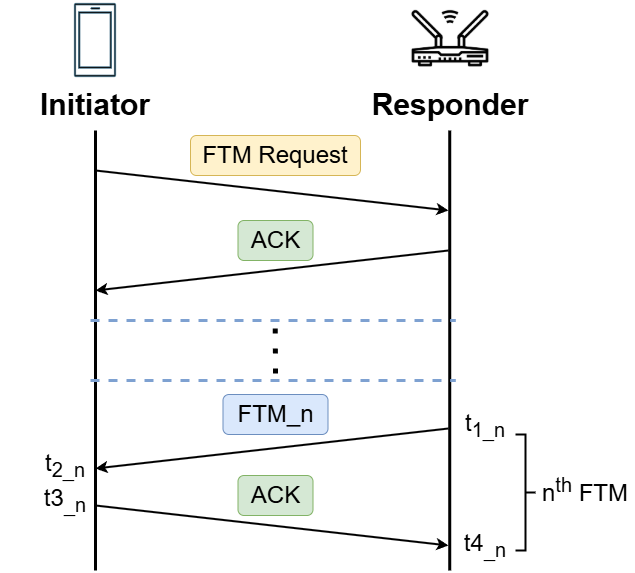 Initiator
Responder
FTM Request
ACK
FTM_n
t1_n
t2_n
t3_n
ACK
nth FTM
t4_n